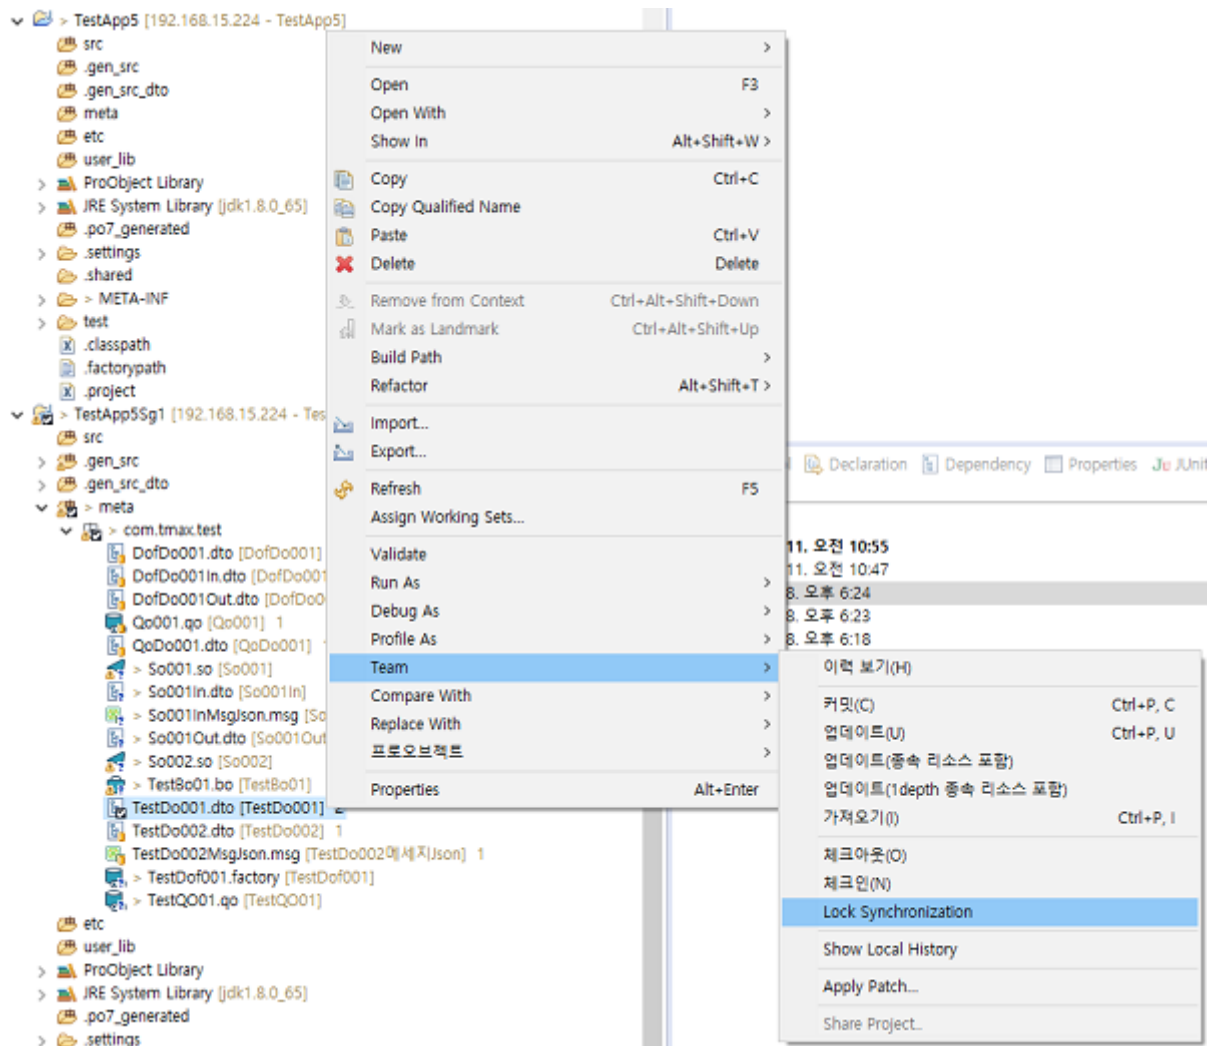 > TestApp5 [192.168.15.224 - TestApp5]
src
.gen_src
.gen_src_dto
meta
etc
user_lib
ProObject Library
JRE System Library [jdk1.8.0_65]
.po7_generated
.settings
.shared
> META-INF
test
.classpath
.factorypath
.project
> TestApp5Sg1 [192.168.15.224 - Tes
src
.gen_src
.gen_src_dto
> meta
> com.tmax.test
DofDo001.dto [DofDo001]
DofDo001In.dto [DofDo001
DofDo001Out.dto [DofDo0
Qo001.qo [Qo001] 1
QoDo001.dto [QoDo001]
> So001.so [So001]
> So001In.dto [So001In]
> So001InMsgJson.msg [So
> So001Out.dto [So001Out
> So002.so [So002]
> TestBo01.bo [TestBo01]
TestDo001.dto [TestDo001] 2
TestDo002.dto [TestDo002] 1
TestDo002MsgJson.msg [TestDo002메세지Json] 1
> TestDof001.factory [TestDof001]
> TestQO01.qo [TestQO01]
etc
user_lib
ProObject Library
JRE System Library [jdk1.8.0_65]
.po7_generated
.settings
New
Open F3
Open With
Show In Alt+Shift+W >
Copy Ctrl+C
Copy Qualified Name
Paste Ctrl+V
Delete Delete
Remove from Context Ctrl+Alt+Shift+Down
Mark as Landmark Ctrl+Alt+Shift+Up
Build Path
Refactor Alt+Shift+T >
Import...
Export...
Refresh F5
Assign Working Sets...
Validate
Run As
Debug As
Profile As
Team
Compare With
Replace With
프로오브젝트
Properties Alt+Enter
Declaration Dependency Properties JUnit
11. 오전 10:55
11. 오전 10:47
8. 오후 6:24
8. 오후 6:23
8. 오후 6:18
이력 보기(H)
커밋(C) Ctrl+P, C
업데이트(U) Ctrl+P, U
업데이트(종속 리소스 포함)
업데이트(1depth 종속 리소스 포함)
가져오기(I) Ctrl+P, I
체크아웃(O)
체크인(N)
Lock Synchronization
Show Local History
Apply Patch...
Share Project...